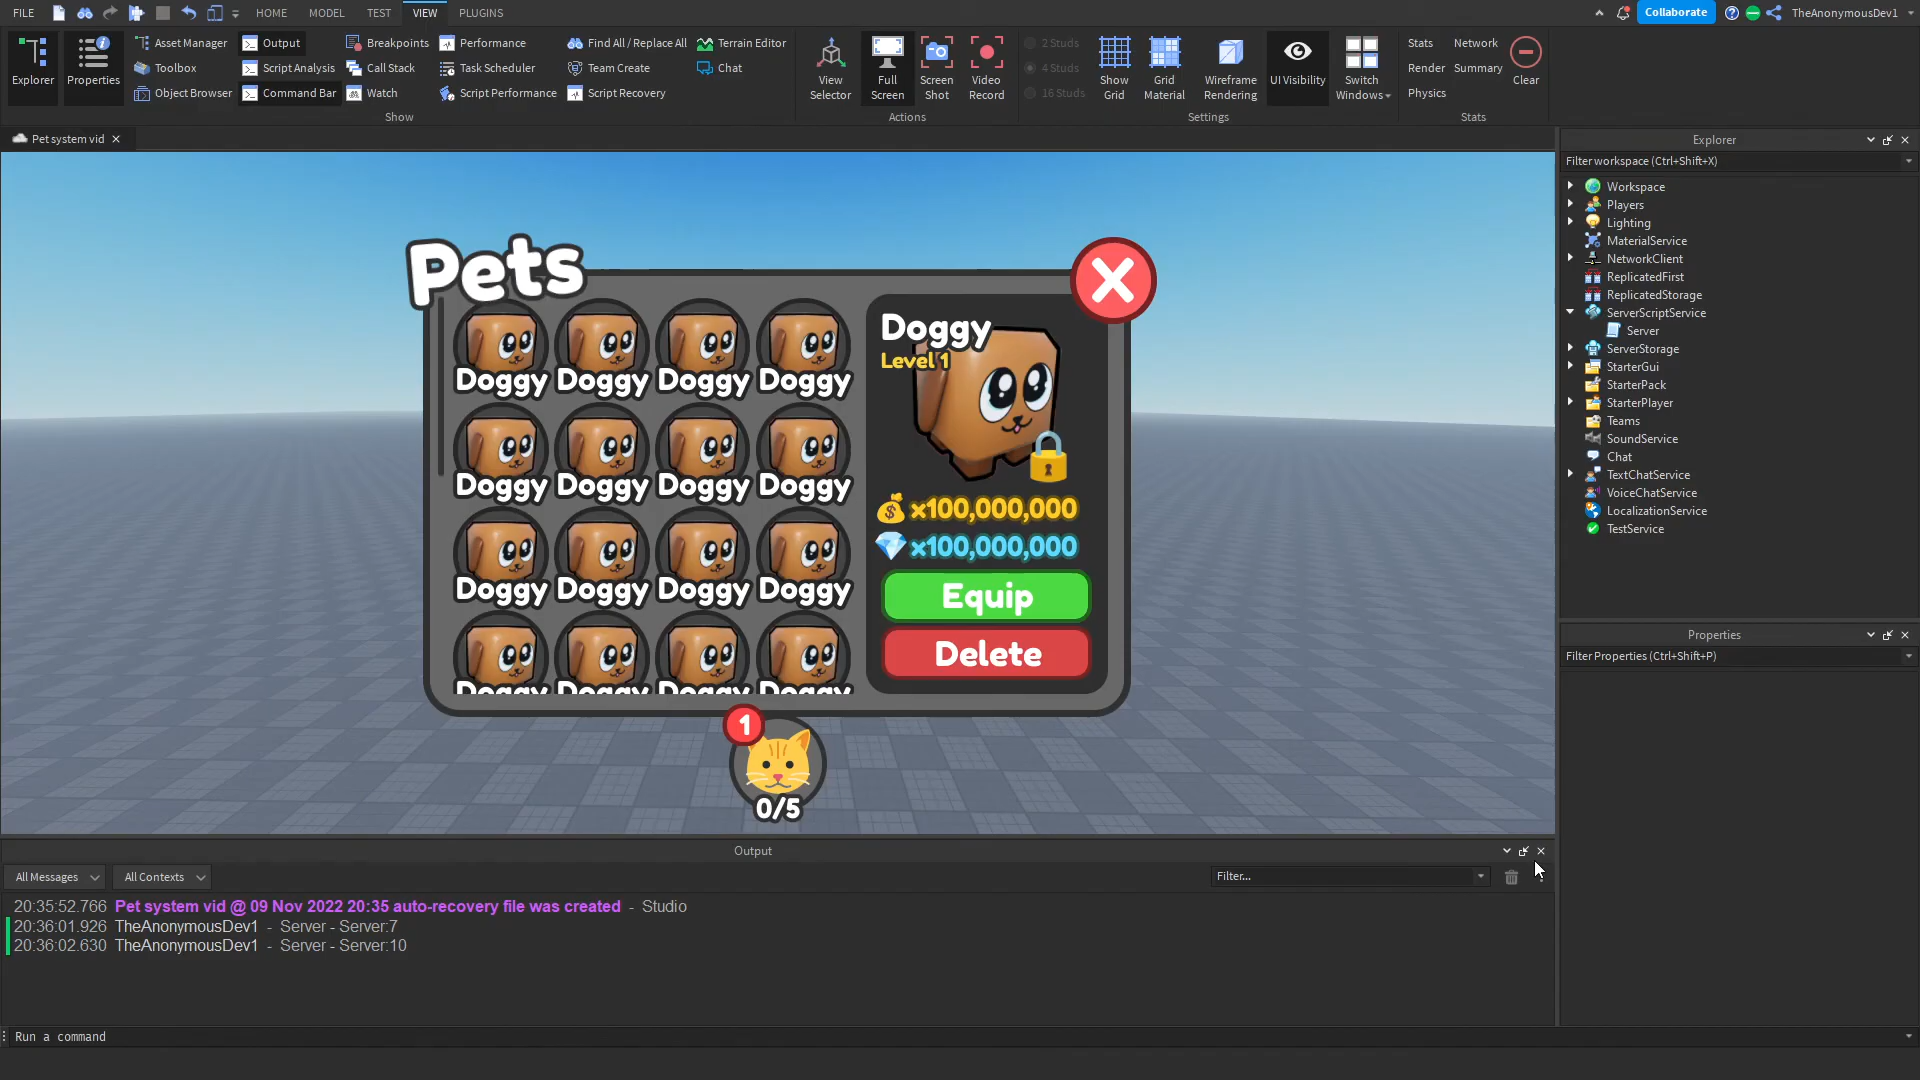 FILE HOME MODEL TEST VIEW PLUGINS Collaborate TheAnonymousDev1
Explorer
Properties
Asset Manager
Toolbox
Object Browser
Output
Script Analysis
Command Bar
Breakpoints
Call Stack
Watch
Performance
Task Scheduler
Script Performance
Find All / Replace All
Team Create
Script Recovery
Terrain Editor
Chat
Show
View
Selector
Full
Screen
Screen
Shot
Video
Record
Actions
2 Studs
4 Studs
16 Studs
Show
Grid
Grid
Material
Wireframe
Rendering
UI Visibility
Switch
Windows
Settings
Stats
Render
Physics
Network
Summary
Clear
Stats
Pet system vid
Pets
Doggy Doggy Doggy Doggy
Doggy Doggy Doggy Doggy
Doggy Doggy Doggy Doggy
Doggy Doggy Doggy Doggy
Doggy
Level 1
x100,000,000
x100,000,000
Equip
Delete
1
0/5
Explorer
Filter workspace (Ctrl+Shift+X)
Workspace
Players
Lighting
MaterialService
NetworkClient
ReplicatedFirst
ReplicatedStorage
ServerScriptService
Server
ServerStorage
StarterGui
StarterPack
StarterPlayer
Teams
SoundService
Chat
TextChatService
VoiceChatService
LocalizationService
TestService
Properties
Filter Properties (Ctrl+Shift+P)
Output
All Messages All Contexts Filter...
20:35:52.766 Pet system vid @ 09 Nov 2022 20:35 auto-recovery file was created - Studio
20:36:01.926 TheAnonymousDev1 - Server - Server:7
20:36:02.630 TheAnonymousDev1 - Server - Server:10
Run a command